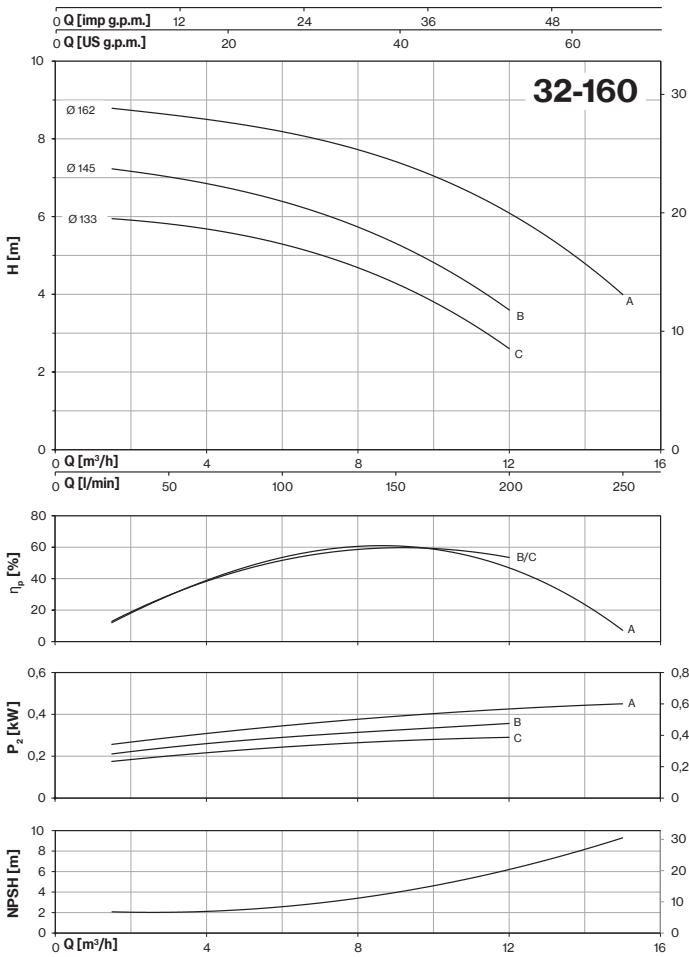 0 Q [imp g.p.m.] 12 24 36 48
0 Q [US g.p.m.] 20 40 60
32-160
H [m]
10
8
6
4
2
0
30
20
10
0
Ø 162
Ø 145
Ø 133
A
B
C
0 Q [m³/h] 4 8 12 16
0 Q [l/min] 50 100 150 200 250
ηp [%]
80
60
40
20
0
B/C
A
P2 [kW]
0,6
0,4
0,2
0
0,8
0,6
0,4
0,2
0
A
B
C
NPSH [m]
10
8
6
4
2
0
30
20
10
0
0 Q [m³/h] 4 8 12 16